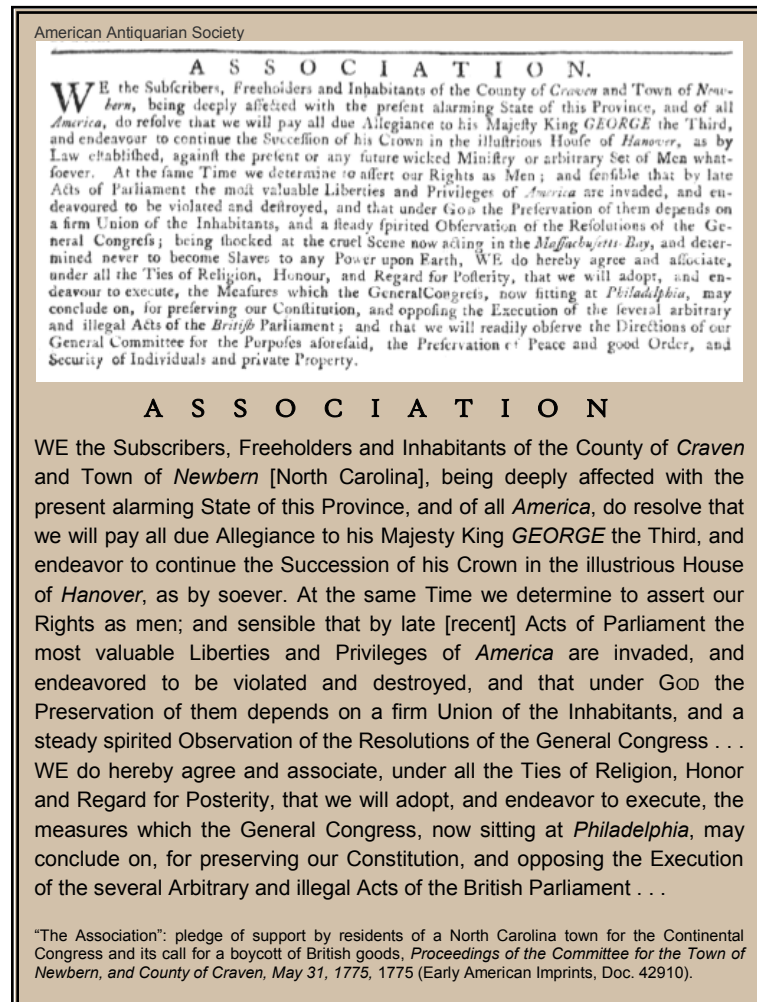 American Antiquarian Society
ASSOCIATION.
WE the Subſcribers, Freeholders and Inhabitants of the County of Craven and Town of New-
bern, being deeply affected with the preſent alarming State of this Province, and of all
America, do reſolve that we will pay all due Allegiance to his Majeſty King GEORGE the Third,
and endeavour to continue the Succeſſion of his Crown in the illuſtrious Houſe of Hanover, as by
Law eſtabliſhed, againſt the preſent or any future wicked Miniſtry or arbitrary Set of Men what-
ſoever. At the ſame Time we determine to aſſert our Rights as Men; and ſenſible that by late
Acts of Parliament the moſt valuable Liberties and Privileges of America are invaded, and en-
deavoured to be violated and deſtroyed, and that under GOD the Preſervation of them depends on
a firm Union of the Inhabitants, and a ſteady ſpirited Obſervation of the Reſolutions of the Ge-
neral Congreſs; being ſhocked at the cruel Scene now acting in the Maſſachuſetts-Bay, and deter-
mined never to become Slaves to any Power upon Earth, WE do hereby agree and aſſociate,
under all the Ties of Religion, Honour, and Regard for Poſterity, that we will adopt, and en-
deavour to execute, the Meaſures which the General Congreſs, now ſitting at Philadelphia, may
conclude on, for preſerving our Conſtitution, and oppoſing the Execution of the ſeveral arbitrary
and illegal Acts of the Britiſh Parliament; and that we will readily obſerve the Directions of our
General Committee for the Purpoſes aforeſaid, the Preſervation of Peace and good Order, and
Security of Individuals and private Property.
ASSOCIATION
WE the Subscribers, Freeholders and Inhabitants of the County of Craven
and Town of Newbern [North Carolina], being deeply affected with the
present alarming State of this Province, and of all America, do resolve that
we will pay all due Allegiance to his Majesty King GEORGE the Third, and
endeavor to continue the Succession of his Crown in the illustrious House
of Hanover, as by soever. At the same Time we determine to assert our
Rights as men; and sensible that by late [recent] Acts of Parliament the
most valuable Liberties and Privileges of America are invaded, and
endeavored to be violated and destroyed, and that under GOD the
Preservation of them depends on a firm Union of the Inhabitants, and a
steady spirited Observation of the Resolutions of the General Congress . . .
WE do hereby agree and associate, under all the Ties of Religion, Honor
and Regard for Posterity, that we will adopt, and endeavor to execute, the
measures which the General Congress, now sitting at Philadelphia, may
conclude on, for preserving our Constitution, and opposing the Execution
of the several Arbitrary and illegal Acts of the British Parliament . . .
“The Association”: pledge of support by residents of a North Carolina town for the Continental
Congress and its call for a boycott of British goods, Proceedings of the Committee for the Town of
Newbern, and County of Craven, May 31, 1775, 1775 (Early American Imprints, Doc. 42910).